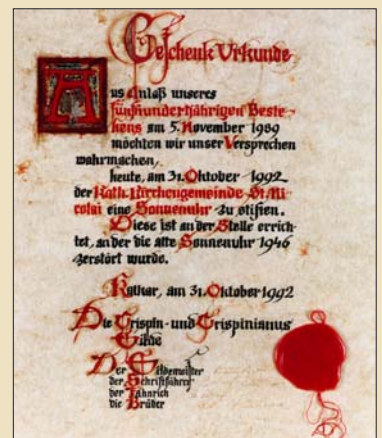 Geschenk Urkunde
Aus Anlaß unseres
fünfhundertjährigen Beste-
hens am 5. November 1989
möchten wir unser Versprechen
wahrmachen,
heute, am 31. Oktober 1992
der Kath. Kirchengemeinde St. Ni
colai eine Sonnenuhr zu stiften.
Diese ist an der Stelle errich-
tet, an der die alte Sonnenuhr 1946
zerstört wurde.
Kalkar, am 31. Oktober 1992
Die Crispin- und Crispinianus
Gilde
Der Gildemeister
der Schriftführer
der Fähnrich
die Brüder